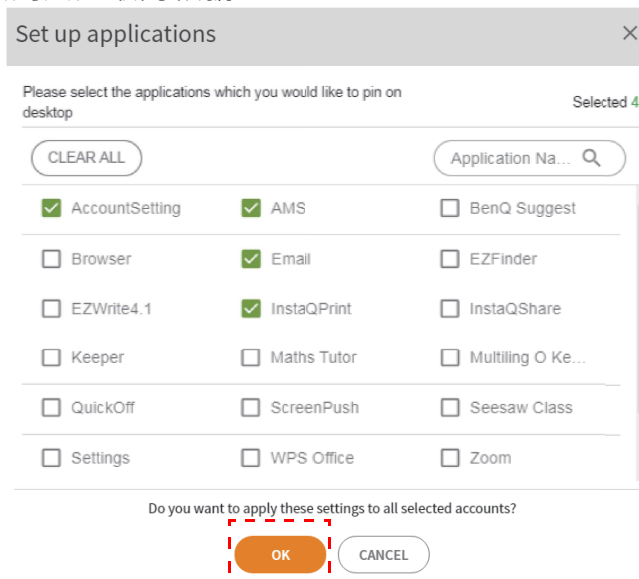 Set up applications
Please select the applications which you would like to pin on
desktop
Selected 4
CLEAR ALL
Application Na...
AccountSetting AMS BenQ Suggest
Browser Email EZFinder
EZWrite4.1 InstaQPrint InstaQShare
Keeper Maths Tutor Multiling O Ke...
QuickOff ScreenPush Seesaw Class
Settings WPS Office Zoom
Do you want to apply these settings to all selected accounts?
OK CANCEL